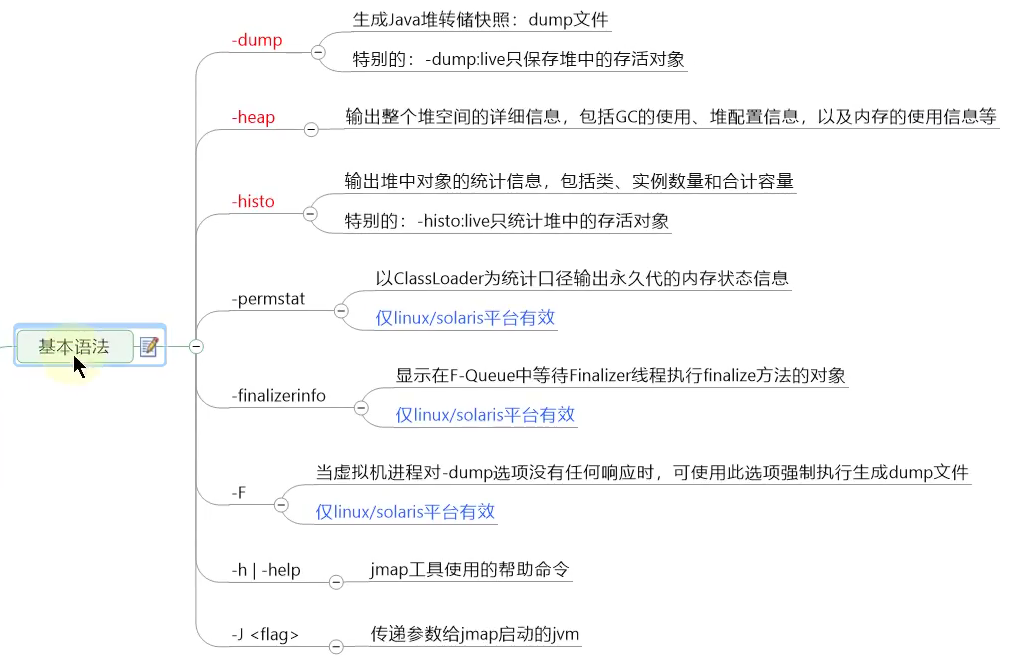 基本语法
-dump
生成Java堆转储快照：dump文件
特别的：-dump:live只保存堆中的存活对象
-heap
输出整个堆空间的详细信息，包括GC的使用、堆配置信息，以及内存的使用信息等
-histo
输出堆中对象的统计信息，包括类、实例数量和合计容量
特别的：-histo:live只统计堆中的存活对象
-permstat
以ClassLoader为统计口径输出永久代的内存状态信息
仅linux/solaris平台有效
-finalizerinfo
显示在F-Queue中等待Finalizer线程执行finalize方法的对象
仅linux/solaris平台有效
-F
当虚拟机进程对-dump选项没有任何响应时，可使用此选项强制执行生成dump文件
仅linux/solaris平台有效
-h | -help
jmap工具使用的帮助命令
-J <flag>
传递参数给jmap启动的jvm